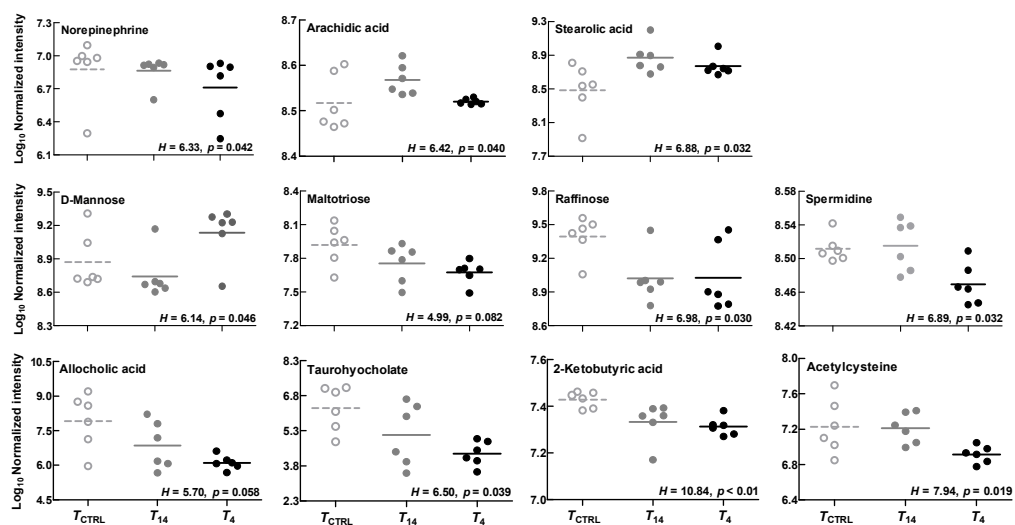 Norepinephrine
Log10 Normalized intensity
7.3
7.0
6.7
6.4
6.1
H = 6.33, p = 0.042
Arachidic acid
8.7
8.6
8.5
8.4
H = 6.42, p = 0.040
Stearolic acid
9.3
8.9
8.5
8.1
7.7
H = 6.88, p = 0.032
D-Mannose
Log10 Normalized intensity
9.5
9.2
8.9
8.6
8.3
H = 6.14, p = 0.046
Maltotriose
8.4
8.1
7.8
7.5
7.2
H = 4.99, p = 0.082
Raffinose
9.8
9.5
9.2
8.9
8.6
H = 6.98, p = 0.030
Spermidine
8.58
8.54
8.50
8.46
8.42
H = 6.89, p = 0.032
Allocholic acid
Log10 Normalized intensity
10.5
9.0
7.5
6.0
4.5
H = 5.70, p = 0.058
TCTRL T14 T4
Taurohyocholate
8.3
6.8
5.3
3.8
2.3
H = 6.50, p = 0.039
TCTRL T14 T4
2-Ketobutyric acid
7.6
7.4
7.2
7.0
H = 10.84, p < 0.01
TCTRL T14 T4
Acetylcysteine
8.0
7.6
7.2
6.8
6.4
H = 7.94, p = 0.019
TCTRL T14 T4